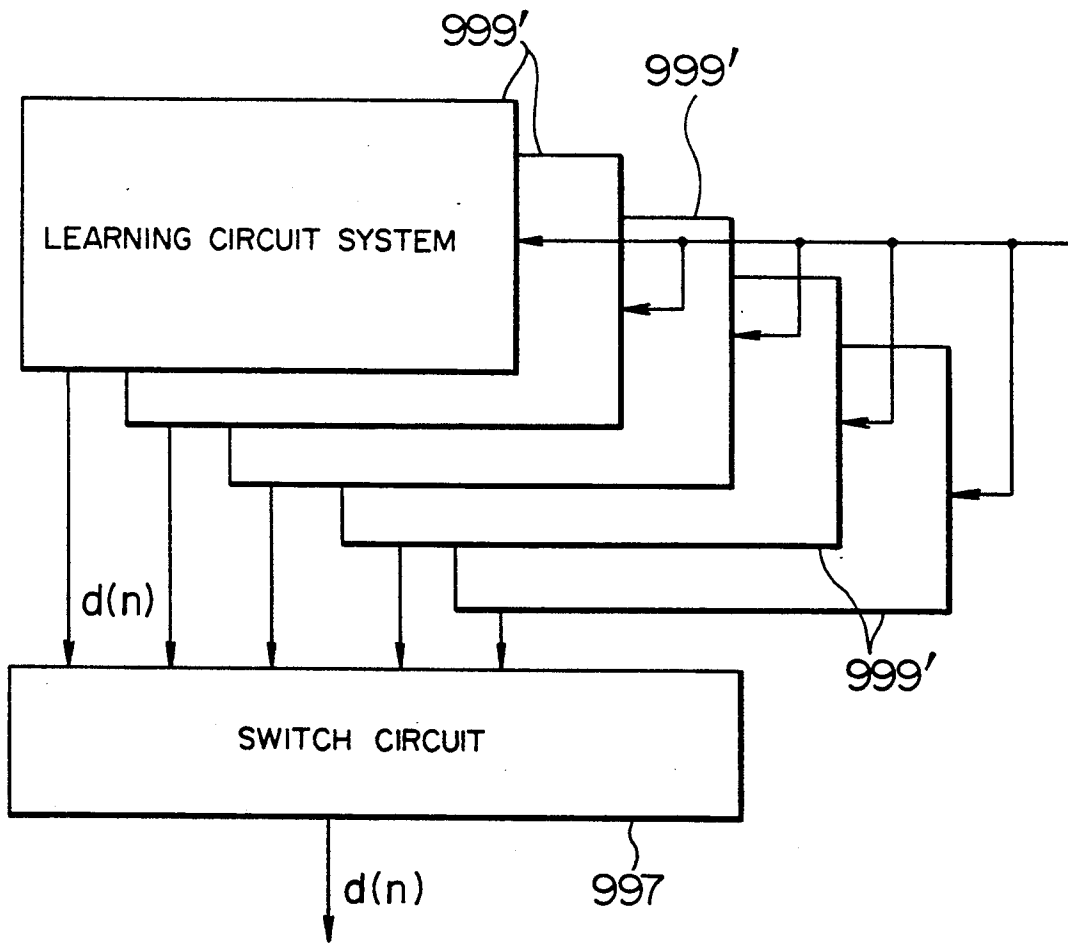 999′
999′
LEARNING CIRCUIT SYSTEM
d(n)
999′
SWITCH CIRCUIT
d(n)
997